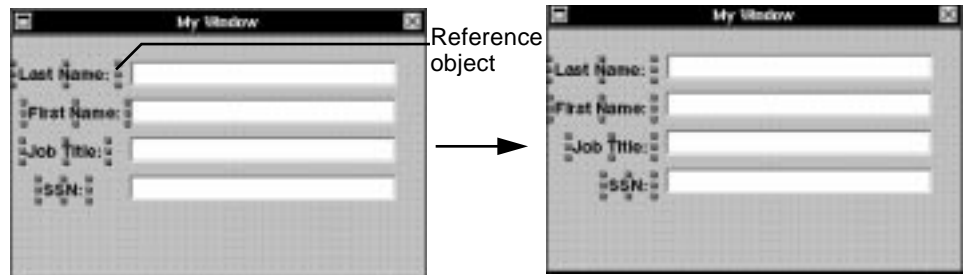 My Window
Last Name:
First Name:
Job Title:
SSN:
Reference
object
My Window
Last Name:
First Name:
Job Title:
SSN: